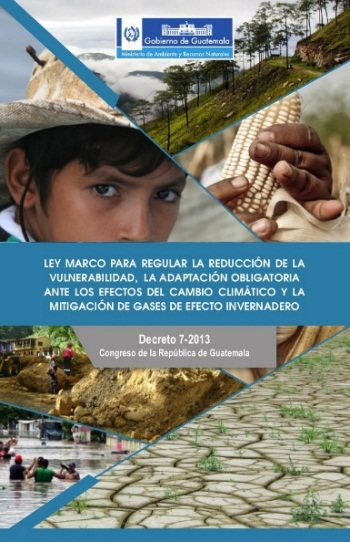 Gobierno de Guatemala
Ministerio de Ambiente y Recursos Naturales
LEY MARCO PARA REGULAR LA REDUCCIÓN DE LA
VULNERABILIDAD, LA ADAPTACIÓN OBLIGATORIA
ANTE LOS EFECTOS DEL CAMBIO CLIMÁTICO Y LA
MITIGACIÓN DE GASES DE EFECTO INVERNADERO
Decreto 7-2013
Congreso de la República de Guatemala